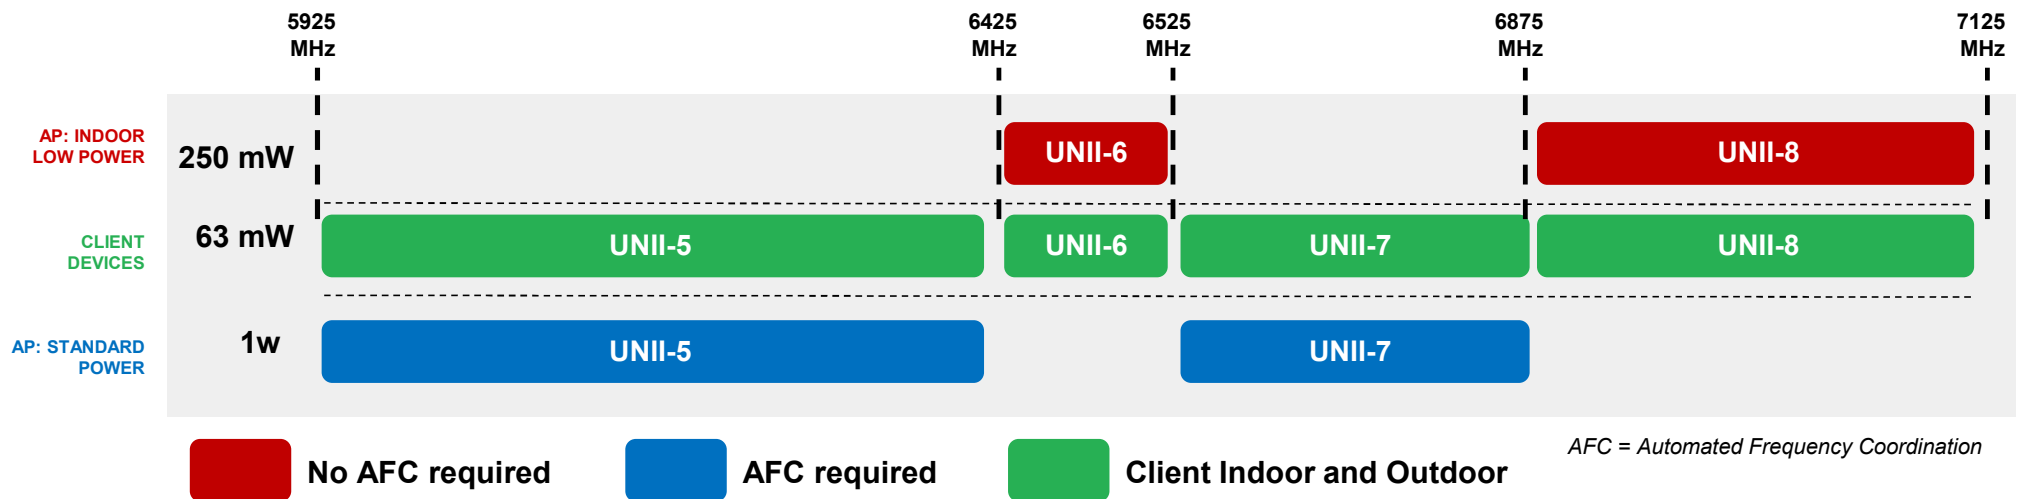 5925
MHz
6425
MHz
6525
MHz
6875
MHz
7125
MHz
AP: INDOOR
LOW POWER
250 mW
UNII-6
UNII-8
CLIENT
DEVICES
63 mW
UNII-5
UNII-6
UNII-7
UNII-8
AP: STANDARD
POWER
1w
UNII-5
UNII-7
No AFC required
AFC required
Client Indoor and Outdoor
AFC = Automated Frequency Coordination